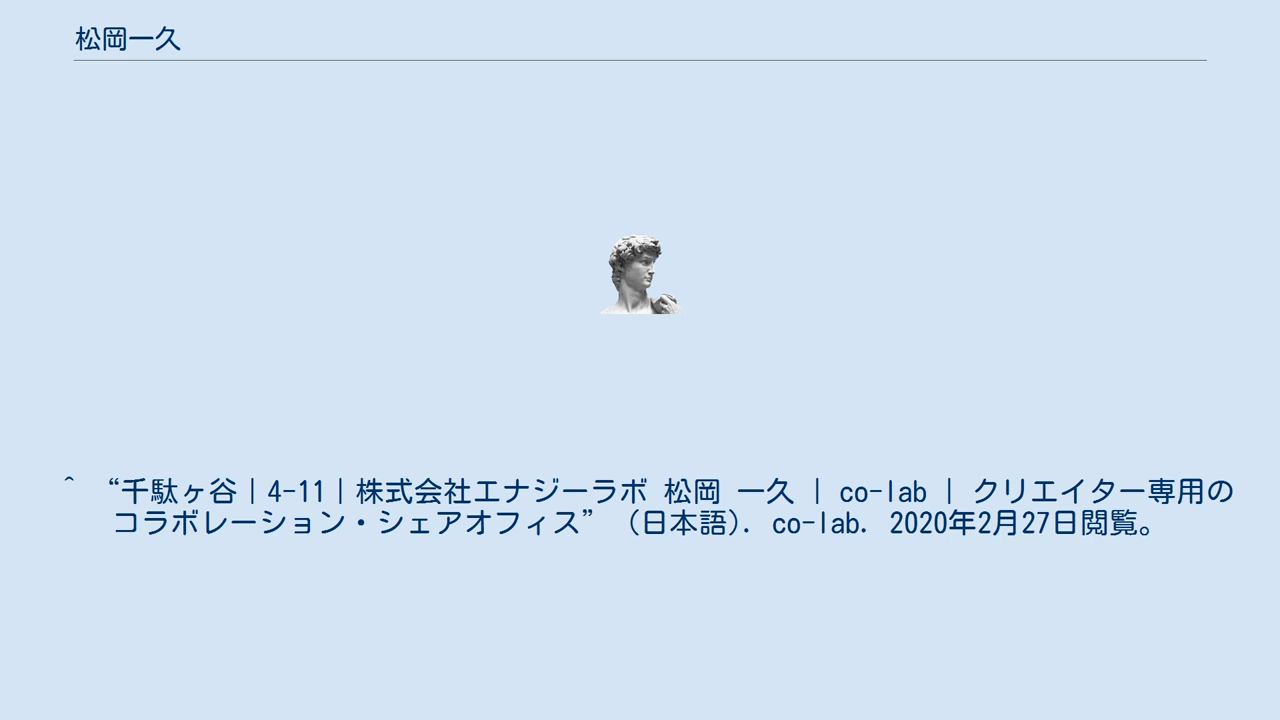 松岡一久
^ “千駄ヶ谷｜4-11｜株式会社エナジーラボ 松岡 一久 | co-lab | クリエイター専用の
コラボレーション・シェアオフィス” (日本語). co-lab. 2020年2月27日閲覧。